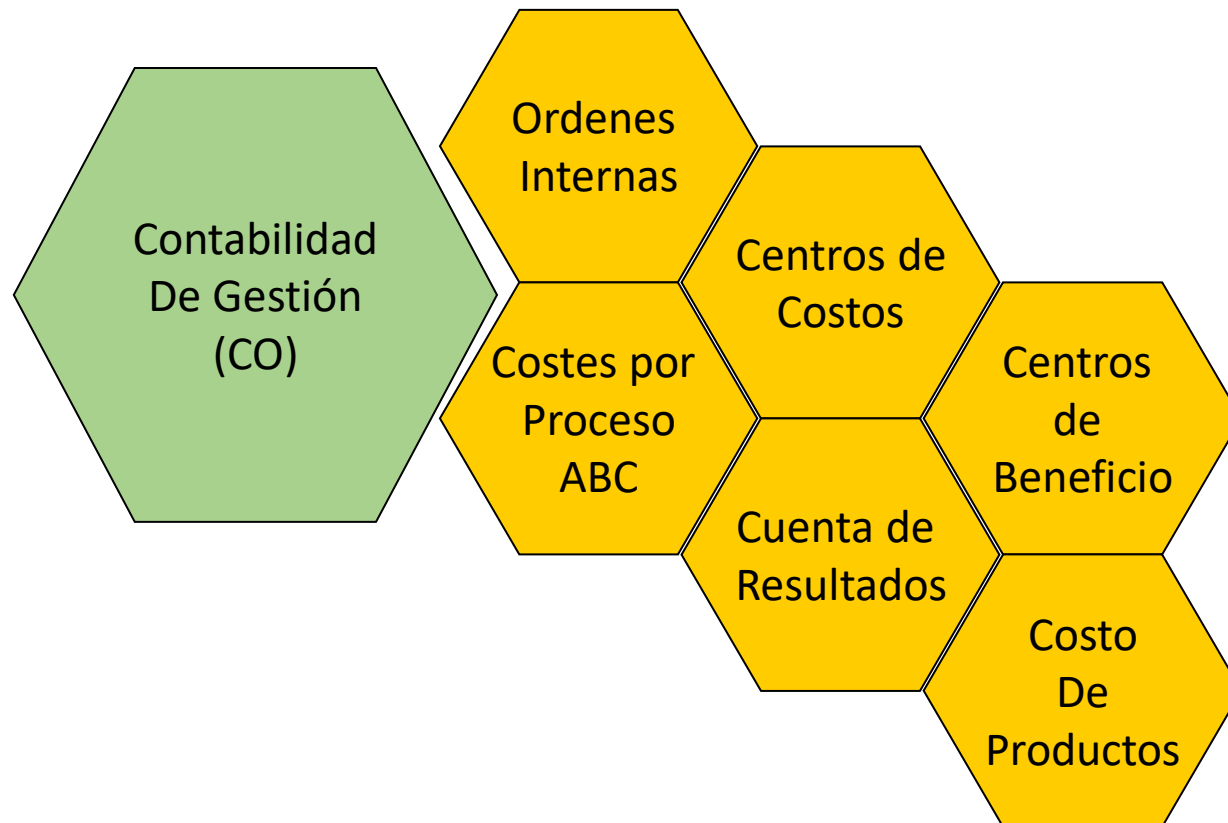 Contabilidad
De Gestión
(CO)
Ordenes
Internas
Costes por
Proceso
ABC
Centros de
Costos
Cuenta de
Resultados
Centros
de
Beneficio
Costo
De
Productos